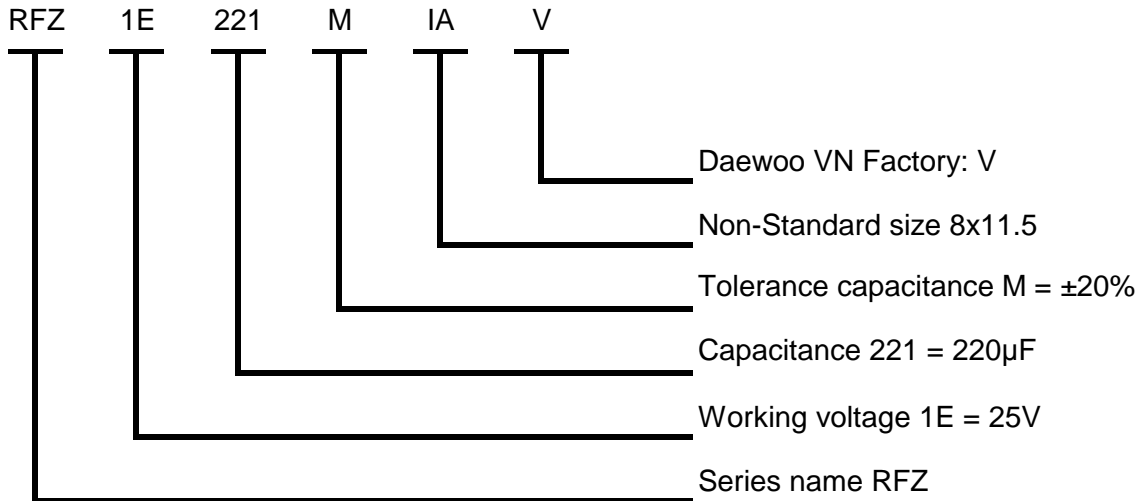 RFZ 1E 221 M IA V
Daewoo VN Factory: V
Non-Standard size 8x11.5
Tolerance capacitance M = ±20%
Capacitance 221 = 220µF
Working voltage 1E = 25V
Series name RFZ